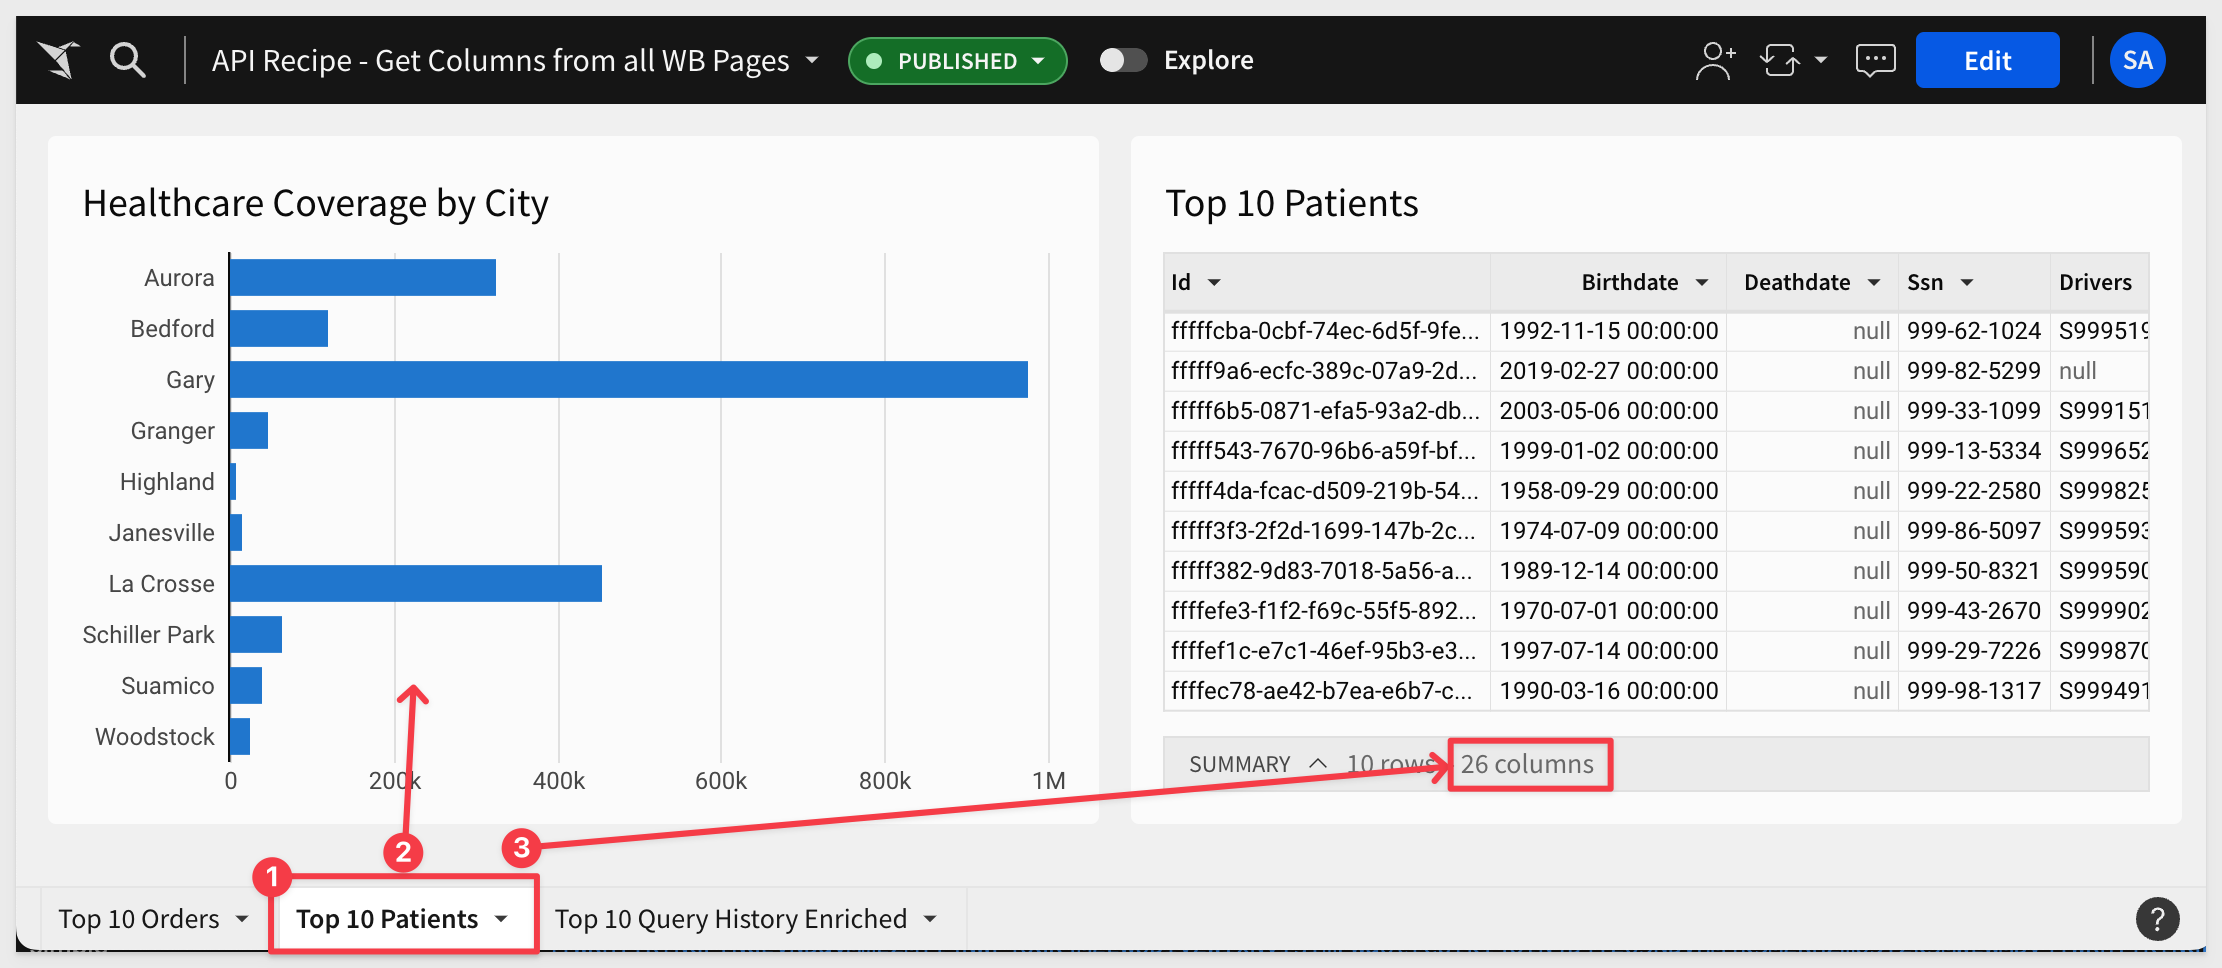 API Recipe - Get Columns from all WB Pages
PUBLISHED
Explore
Edit
SA
Healthcare Coverage by City
Aurora
Bedford
Gary
Granger
Highland
Janesville
La Crosse
Schiller Park
Suamico
Woodstock
0 200k 400k 600k 800k 1M
Top 10 Patients
Id Birthdate Deathdate Ssn Drivers
fffffcba-0cbf-74ec-6d5f-9fe... 1992-11-15 00:00:00 null 999-62-1024 S999519
fffff9a6-ecfc-389c-07a9-2d... 2019-02-27 00:00:00 null 999-82-5299 null
fffff6b5-0871-efa5-93a2-db... 2003-05-06 00:00:00 null 999-33-1099 S999151
fffff543-7670-96b6-a59f-bf... 1999-01-02 00:00:00 null 999-13-5334 S999652
fffff4da-fcac-d509-219b-54... 1958-09-29 00:00:00 null 999-22-2580 S999825
fffff3f3-2f2d-1699-147b-2c... 1974-07-09 00:00:00 null 999-86-5097 S999593
fffff382-9d83-7018-5a56-a... 1989-12-14 00:00:00 null 999-50-8321 S999590
ffffefe3-f1f2-f69c-55f5-892... 1970-07-01 00:00:00 null 999-43-2670 S999902
ffffef1c-e7c1-46ef-95b3-e3... 1997-07-14 00:00:00 null 999-29-7226 S999870
ffffec78-ae42-b7ea-e6b7-c... 1990-03-16 00:00:00 null 999-98-1317 S999491
SUMMARY 10 rows 26 columns
2
3
1
Top 10 Orders Top 10 Patients Top 10 Query History Enriched
?